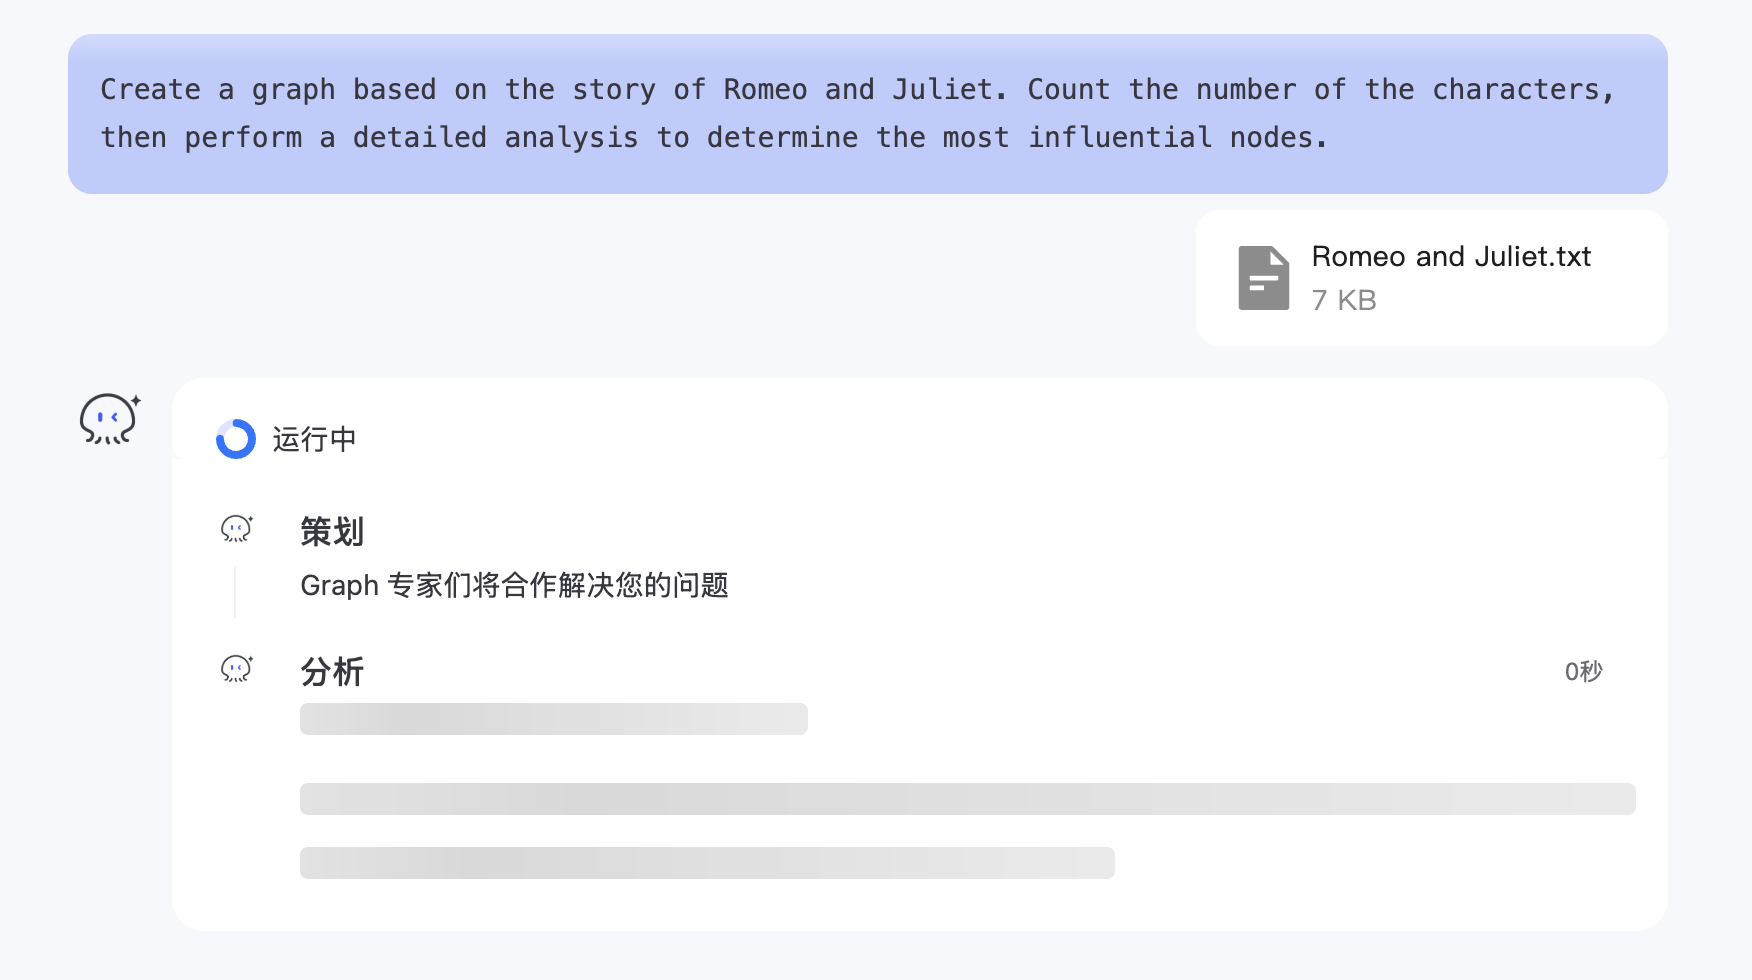 Create a graph based on the story of Romeo and Juliet. Count the number of the characters,
then perform a detailed analysis to determine the most influential nodes.
Romeo and Juliet.txt
7 KB
运行中
策划
Graph 专家们将合作解决您的问题
分析
0秒